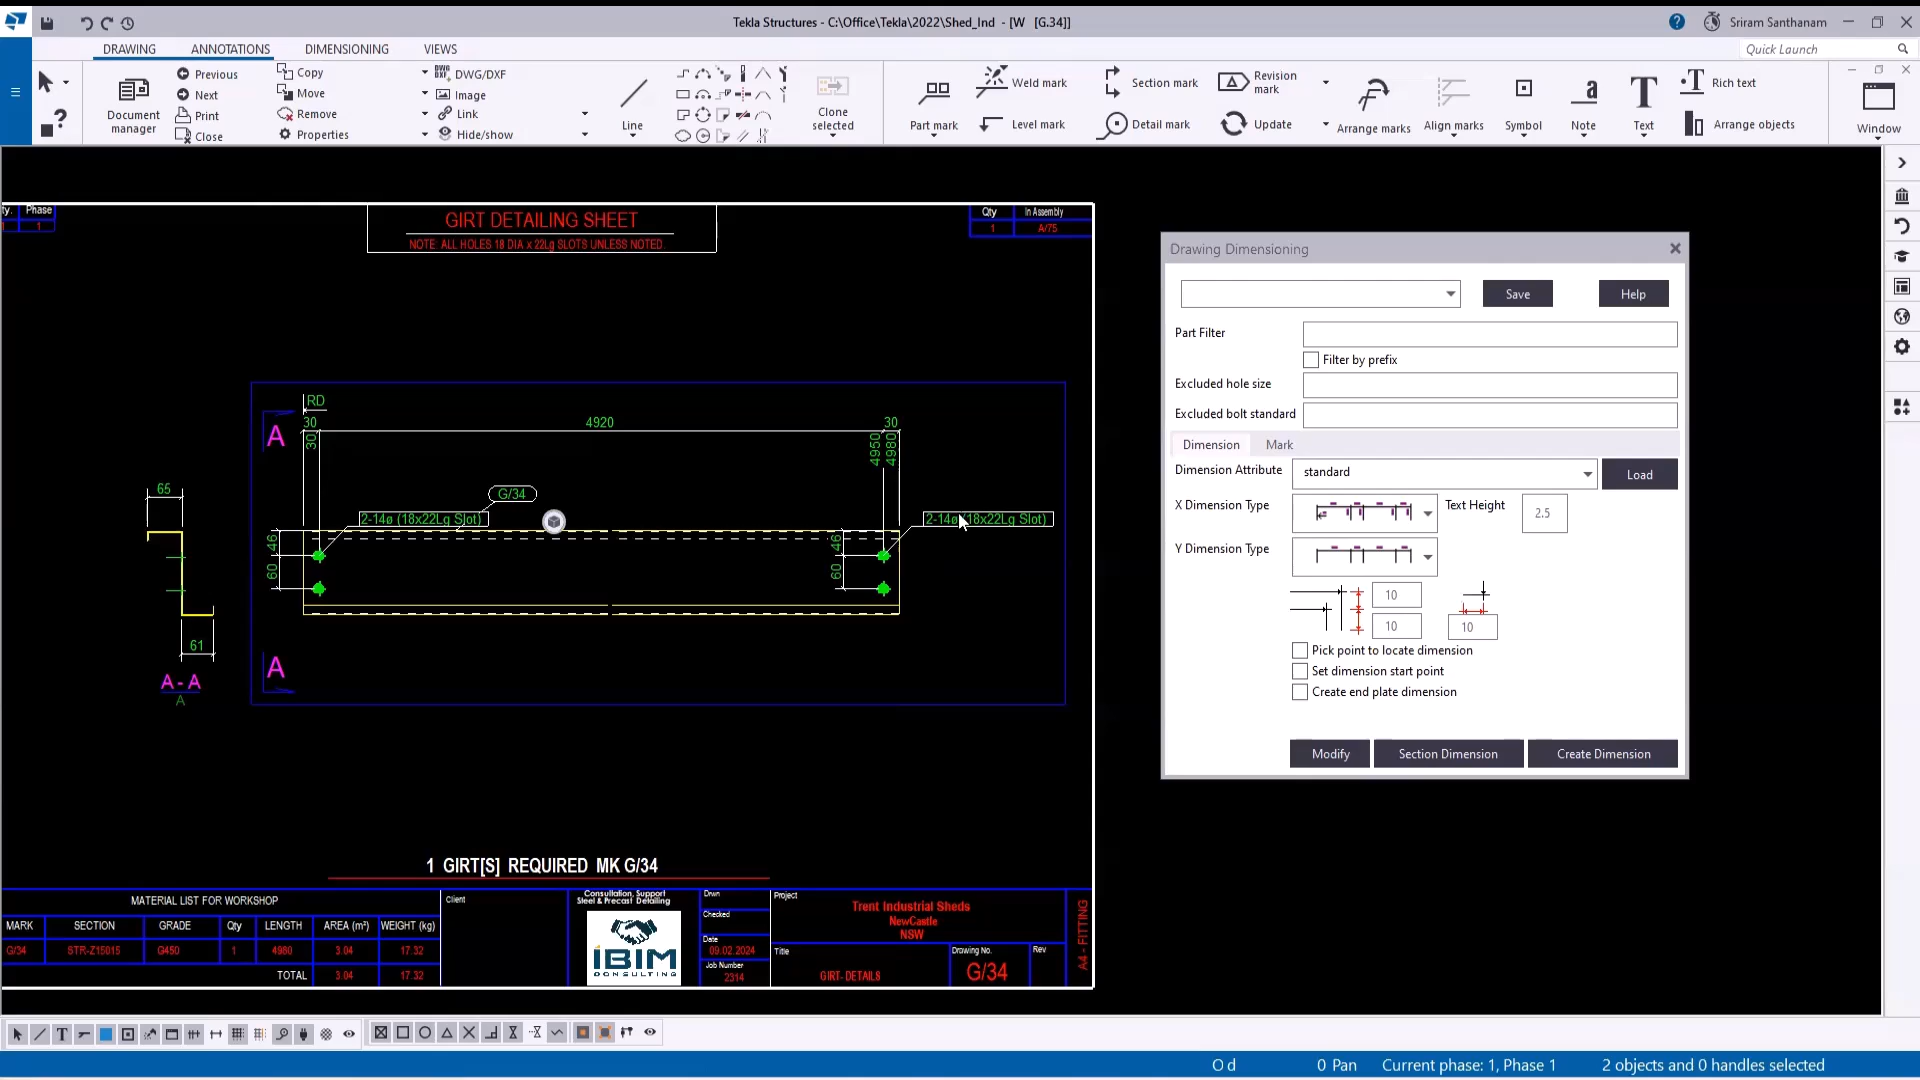 Tekla Structures - C:\Office\Tekla\2022\Shed_Ind - [W [G.34]]
Sriram Santhanam
DRAWING ANNOTATIONS DIMENSIONING VIEWS
Quick Launch
Document manager
Previous
Next
Print
Close
Copy
Move
Remove
Properties
DWG/DXF
Image
Link
Hide/show
Line
Clone selected
Part mark
Weld mark
Level mark
Section mark
Detail mark
Revision mark
Update
Arrange marks
Align marks
Symbol
Note
Text
Rich text
Arrange objects
Window
ty. Phase
1 1
GIRT DETAILING SHEET
NOTE: ALL HOLES 18 DIA x 22Lg SLOTS UNLESS NOTED.
Qty In Assembly
1 A/75
RD
30 4920 30
30 4950 4980
A
G/34
2-14ø (18x22Lg Slot) 2-14ø (18x22Lg Slot)
46 46
60 60
A
65
61
A - A
A
1 GIRT[S] REQUIRED MK G/34
MATERIAL LIST FOR WORKSHOP
MARK SECTION GRADE Qty LENGTH AREA (m²) WEIGHT (kg)
G/34 STR-Z15015 G450 1 4980 3.04 17.32
TOTAL 3.04 17.32
Client
Consultation, Support
Steel & Precast Detailing
iBIM
CONSULTING
Drwn
Checked
Date
09.02.2024
Job Number
2314
Project
Trent Industrial Sheds
NewCastle
NSW
Title
GIRT- DETAILS
Drawing No.
G/34
Rev
A4 - FITTING
Drawing Dimensioning
Save Help
Part Filter
Filter by prefix
Excluded hole size
Excluded bolt standard
Dimension Mark
Dimension Attribute standard Load
X Dimension Type Text Height 2.5
Y Dimension Type
10
10 10
Pick point to locate dimension
Set dimension start point
Create end plate dimension
Modify Section Dimension Create Dimension
O d 0 Pan Current phase: 1, Phase 1 2 objects and 0 handles selected